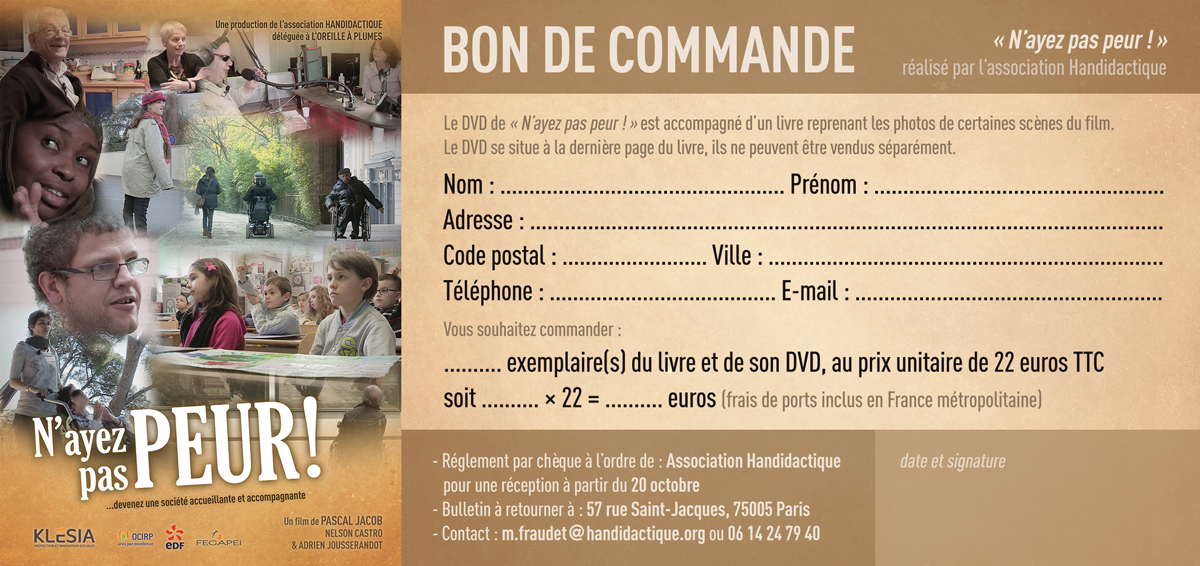 Une production de l'association HANDIDACTIQUE
déléguée à L'OREILLE À PLUMES
N'ayez
pas PEUR!
...devenez une société accueillante et accompagnante
Un film de PASCAL JACOB
NELSON CASTRO
& ADRIEN JOUSSERANDOT
KLESIA
PROTECTION ET INNOVATION SOCIALES
OCIRP
eDF
FEGAPEI
BON DE COMMANDE
« N'ayez pas peur ! »
réalisé par l'association Handidactique
Le DVD de « N'ayez pas peur ! » est accompagné d'un livre reprenant les photos de certaines scènes du film.
Le DVD se situe à la dernière page du livre, ils ne peuvent être vendus séparément.
Nom : ................................................ Prénom : ................................................
Adresse : ................................................................................................
Code postal : ........................ Ville : ................................................................
Téléphone : ...................................... E-mail : ....................................................
Vous souhaitez commander :
.......... exemplaire(s) du livre et de son DVD, au prix unitaire de 22 euros TTC
soit .......... × 22 = .......... euros (frais de ports inclus en France métropolitaine)
- Réglement par chèque à l'ordre de : Association Handidactique
pour une réception à partir du 20 octobre
- Bulletin à retourner à : 57 rue Saint-Jacques, 75005 Paris
- Contact : m.fraudet@handidactique.org ou 06 14 24 79 40
date et signature